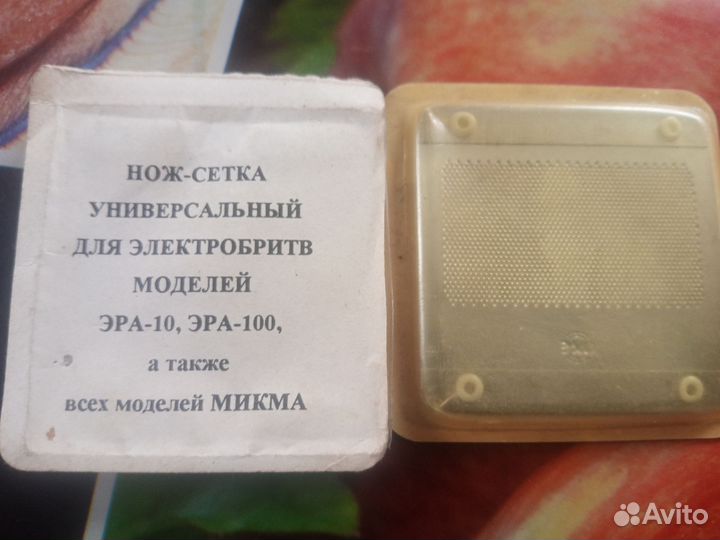 НОЖ-СЕТКА
УНИВЕРСАЛЬНЫЙ
ДЛЯ ЭЛЕКТРОБРИТВ
МОДЕЛЕЙ
ЭРА-10, ЭРА-100,
а также
всех моделей МИКМА
Avito